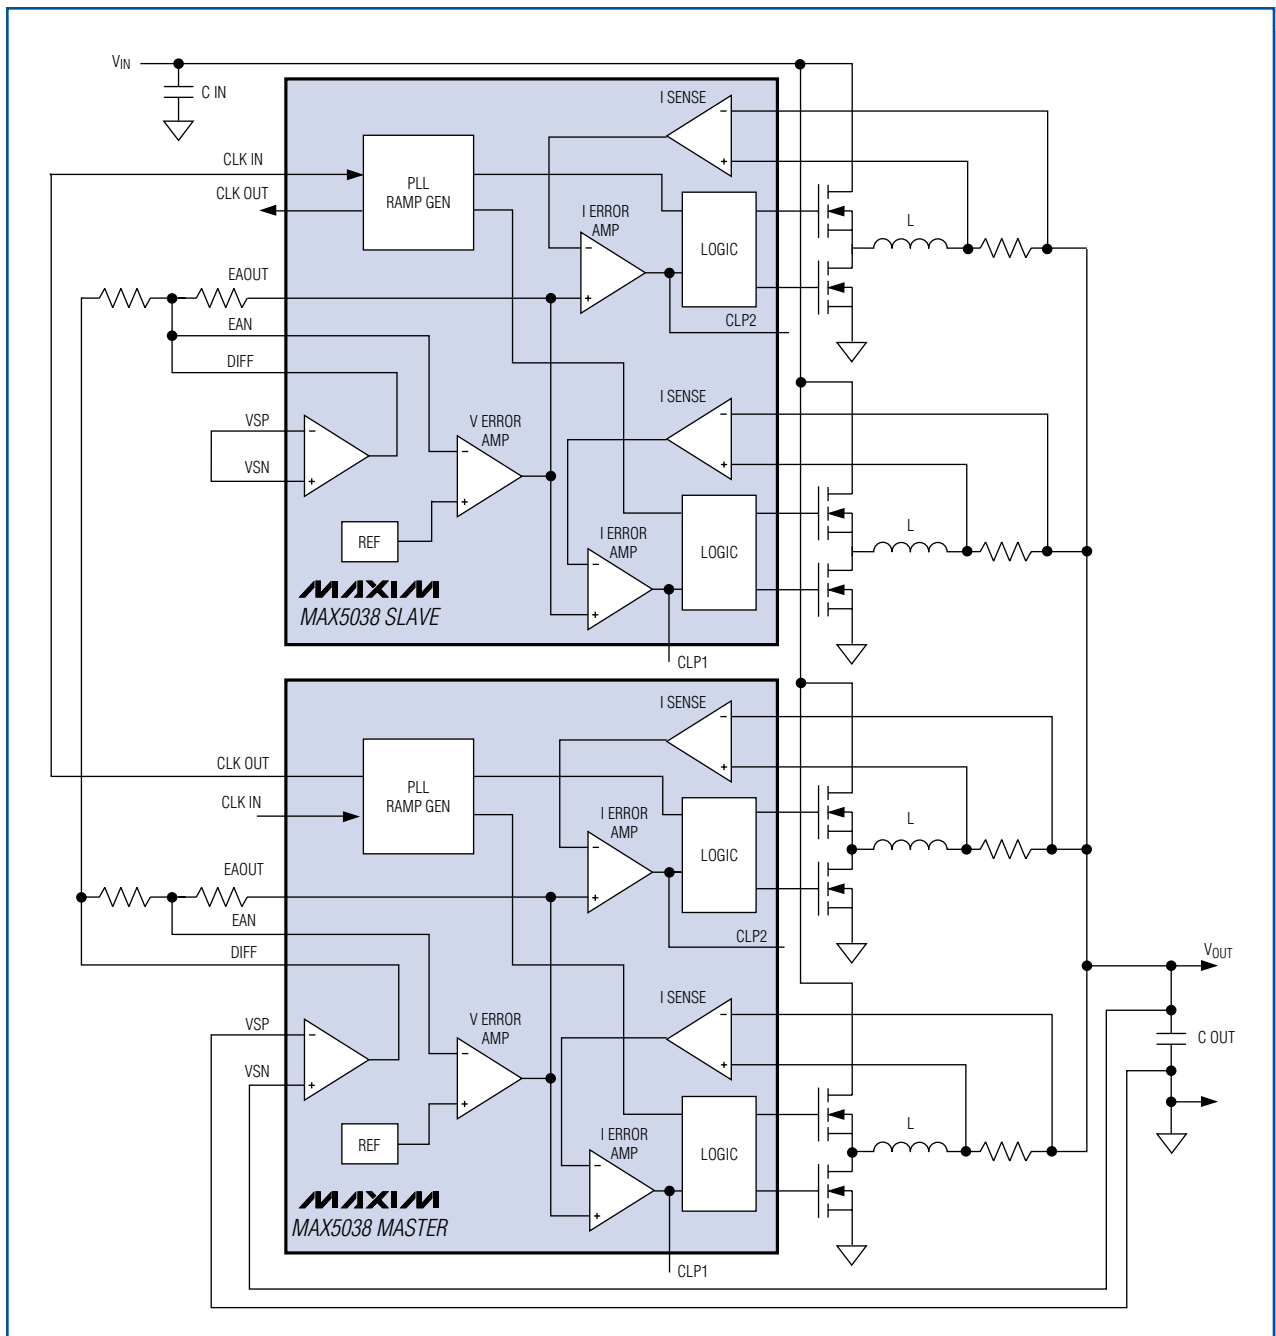 VIN
C IN
I SENSE
CLK IN
CLK OUT
PLL
RAMP GEN
I ERROR
AMP
LOGIC
L
EAOUT
EAN
DIFF
CLP2
I SENSE
VSP
VSN
V ERROR
AMP
REF
I ERROR
AMP
LOGIC
L
MAXIM
MAX5038 SLAVE
CLP1
I SENSE
CLK OUT
CLK IN
PLL
RAMP GEN
I ERROR
AMP
LOGIC
L
EAOUT
EAN
DIFF
CLP2
VOUT
I SENSE
VSP
VSN
V ERROR
AMP
C OUT
REF
I ERROR
AMP
LOGIC
L
MAXIM
MAX5038 MASTER
CLP1